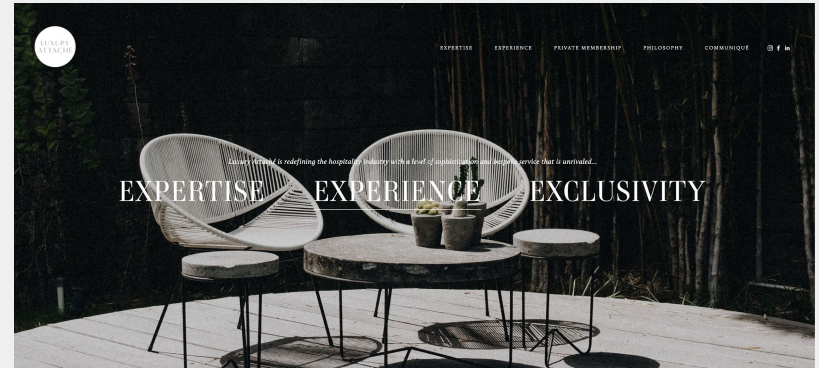 LUXURY
ATTACHÉ
EXPERTISE EXPERIENCE PRIVATE MEMBERSHIP PHILOSOPHY COMMUNIQUÉ
Luxury Attaché is redefining the hospitality industry with a level of sophistication and bespoke service that is unrivaled...
EXPERTISE EXPERIENCE EXCLUSIVITY